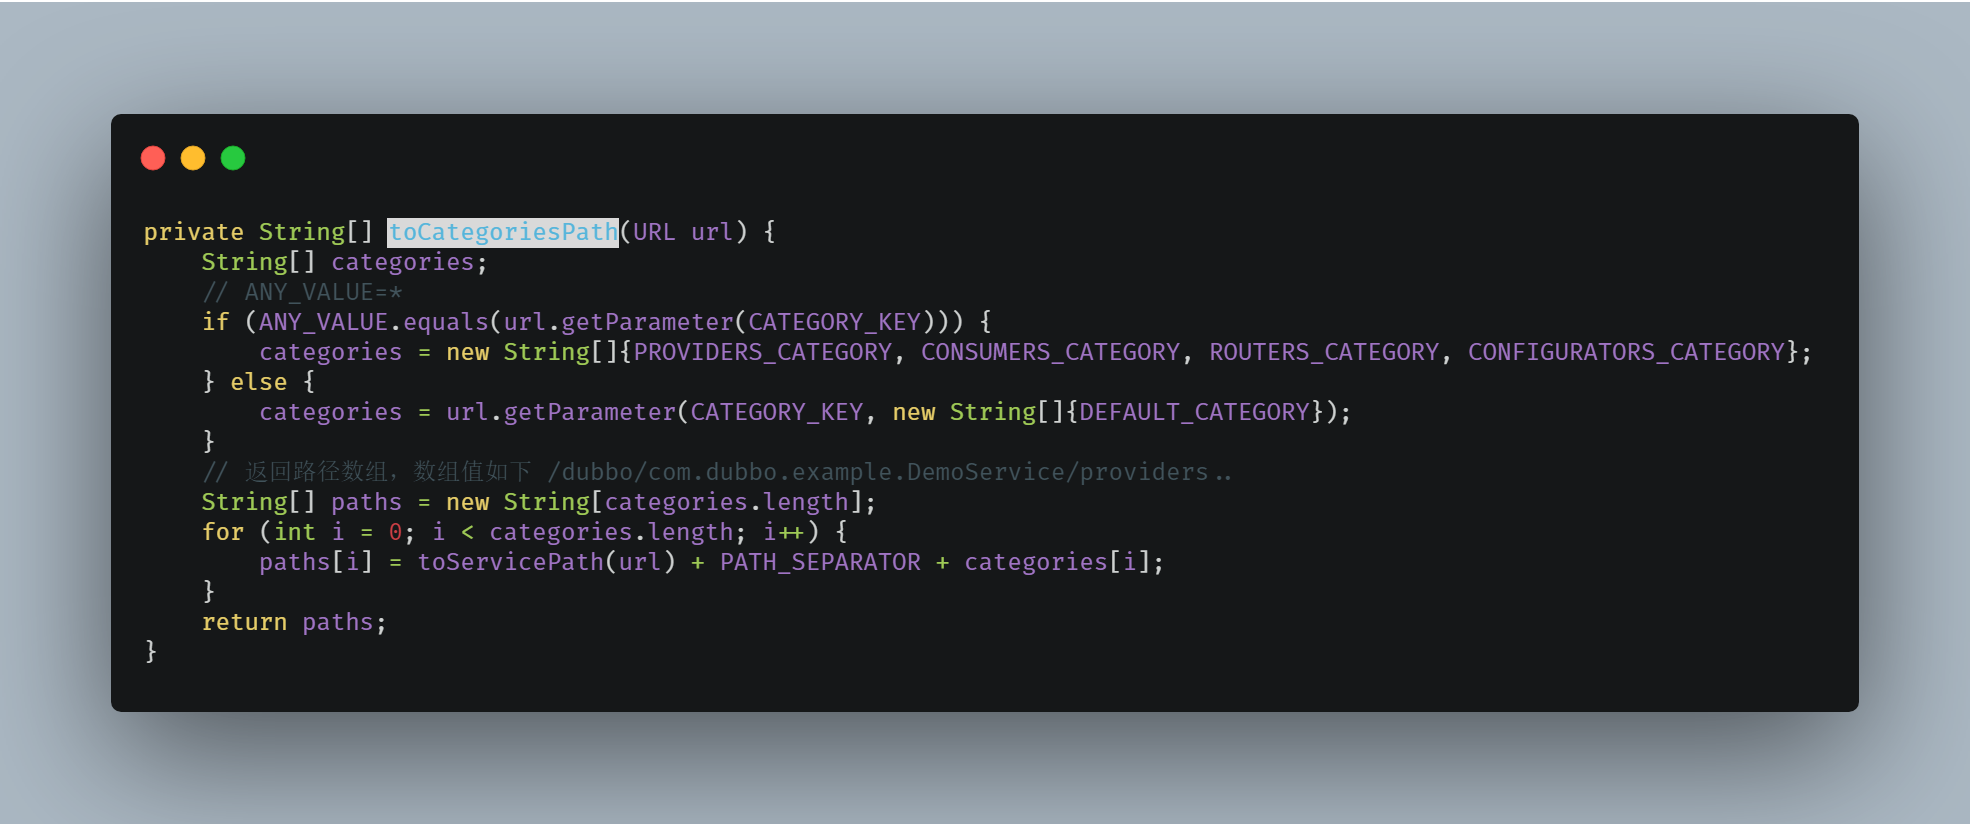 private String[] toCategoriesPath(URL url) {
    String[] categories;
    // ANY_VALUE=*
    if (ANY_VALUE.equals(url.getParameter(CATEGORY_KEY))) {
        categories = new String[]{PROVIDERS_CATEGORY, CONSUMERS_CATEGORY, ROUTERS_CATEGORY, CONFIGURATORS_CATEGORY};
    } else {
        categories = url.getParameter(CATEGORY_KEY, new String[]{DEFAULT_CATEGORY});
    }
    // 返回路径数组，数组值如下 /dubbo/com.dubbo.example.DemoService/providers..
    String[] paths = new String[categories.length];
    for (int i = 0; i < categories.length; i++) {
        paths[i] = toServicePath(url) + PATH_SEPARATOR + categories[i];
    }
    return paths;
}